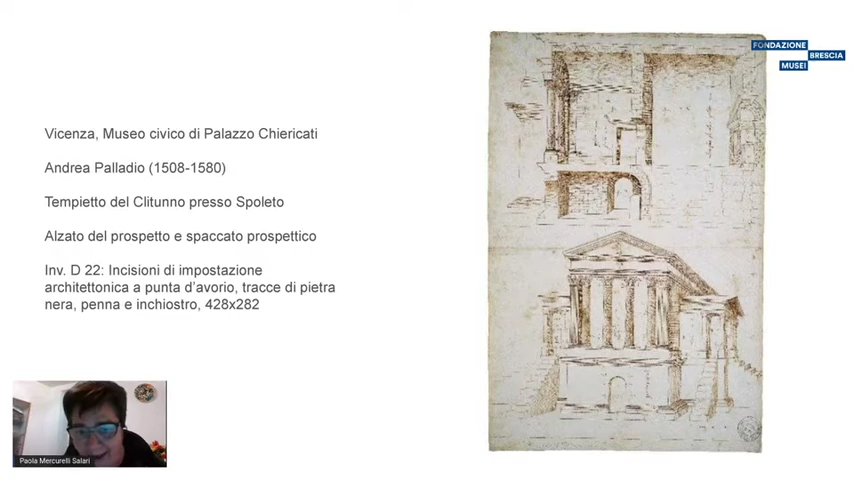 FONDAZIONE
BRESCIA
MUSEI
Vicenza, Museo civico di Palazzo Chiericati
Andrea Palladio (1508-1580)
Tempietto del Clitunno presso Spoleto
Alzato del prospetto e spaccato prospettico
Inv. D 22: Incisioni di impostazione
architettonica a punta d'avorio, tracce di pietra
nera, penna e inchiostro, 428x282
Paola Mercurelli Salari